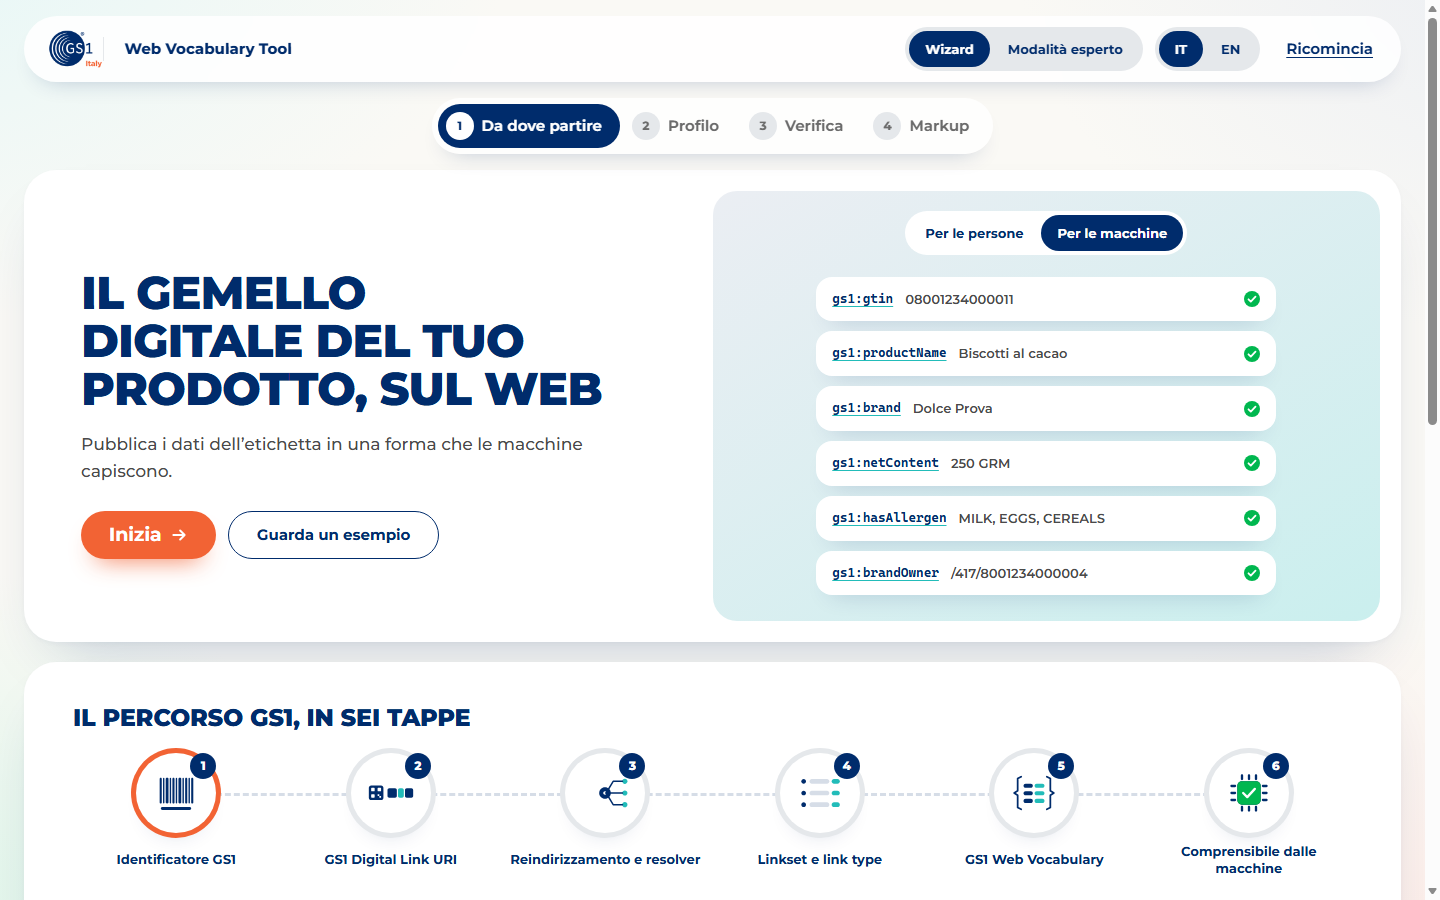 GS1
Italy
Web Vocabulary Tool
Wizard
Modalità esperto
IT
EN
Ricomincia
1 Da dove partire
2 Profilo
3 Verifica
4 Markup
IL GEMELLO
DIGITALE DEL TUO
PRODOTTO, SUL WEB
Pubblica i dati dell’etichetta in una forma che le macchine
capiscono.
Inizia →
Guarda un esempio
Per le persone
Per le macchine
gs1:gtin 08001234000011
gs1:productName Biscotti al cacao
gs1:brand Dolce Prova
gs1:netContent 250 GRM
gs1:hasAllergen MILK, EGGS, CEREALS
gs1:brandOwner /417/8001234000004
IL PERCORSO GS1, IN SEI TAPPE
1
Identificatore GS1
2
GS1 Digital Link URI
3
Reindirizzamento e resolver
4
Linkset e link type
5
GS1 Web Vocabulary
6
Comprensibile dalle
macchine